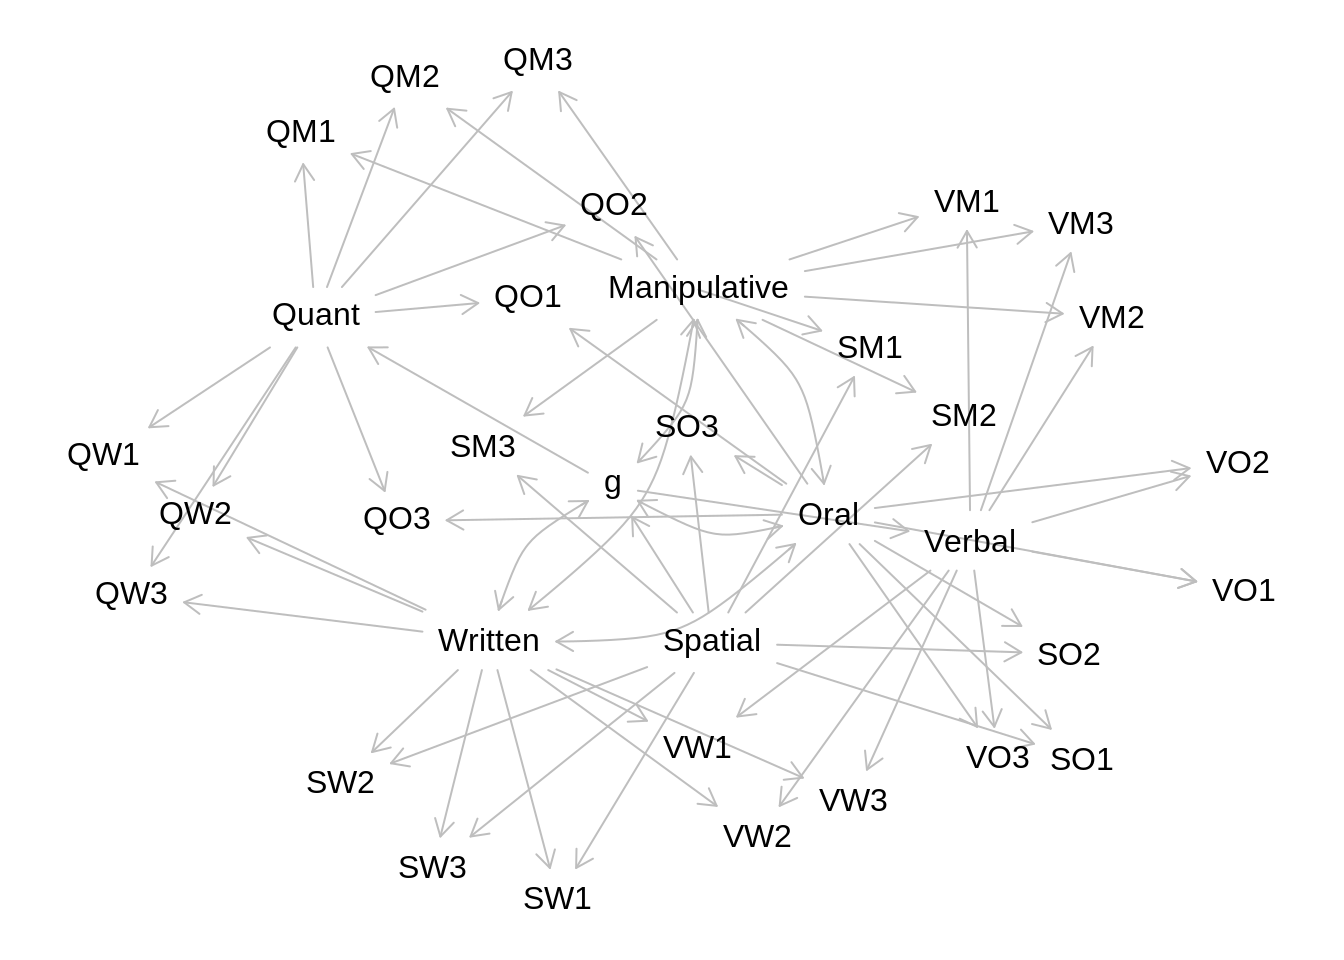 QM3
QM2
QM1
VM1
QO2
VM3
Manipulative
QO1
Quant
VM2
SM1
SM2
SO3
SM3
QW1
VO2
g
QW2
QO3
Oral
Verbal
VO1
QW3
Written
Spatial
SO2
VW1
VO3
SO1
SW2
VW3
VW2
SW3
SW1